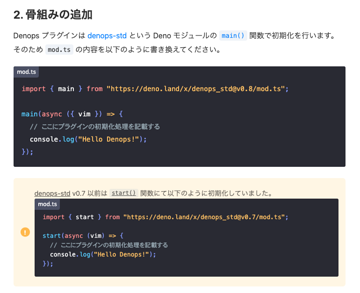 2. 骨組みの追加
Denops プラグインは denops-std という Deno モジュールの main() 関数で初期化を行います。
そのため mod.ts の内容を以下のように書き換えてください。
mod.ts
import { main } from "https://deno.land/x/denops_std@v0.8/mod.ts";
main(async ({ vim }) => {
// ここにプラグインの初期化処理を記載する
console.log("Hello Denops!");
});
denops-std v0.7 以前は start() 関数にて以下のように初期化していました。
mod.ts
import { start } from "https://deno.land/x/denops_std@v0.7/mod.ts";
start(async (vim) => {
// ここにプラグインの初期化処理を記載する
console.log("Hello Denops!");
});